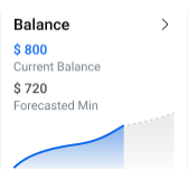 Balance
$ 800
Current Balance
$ 720
Forecasted Min